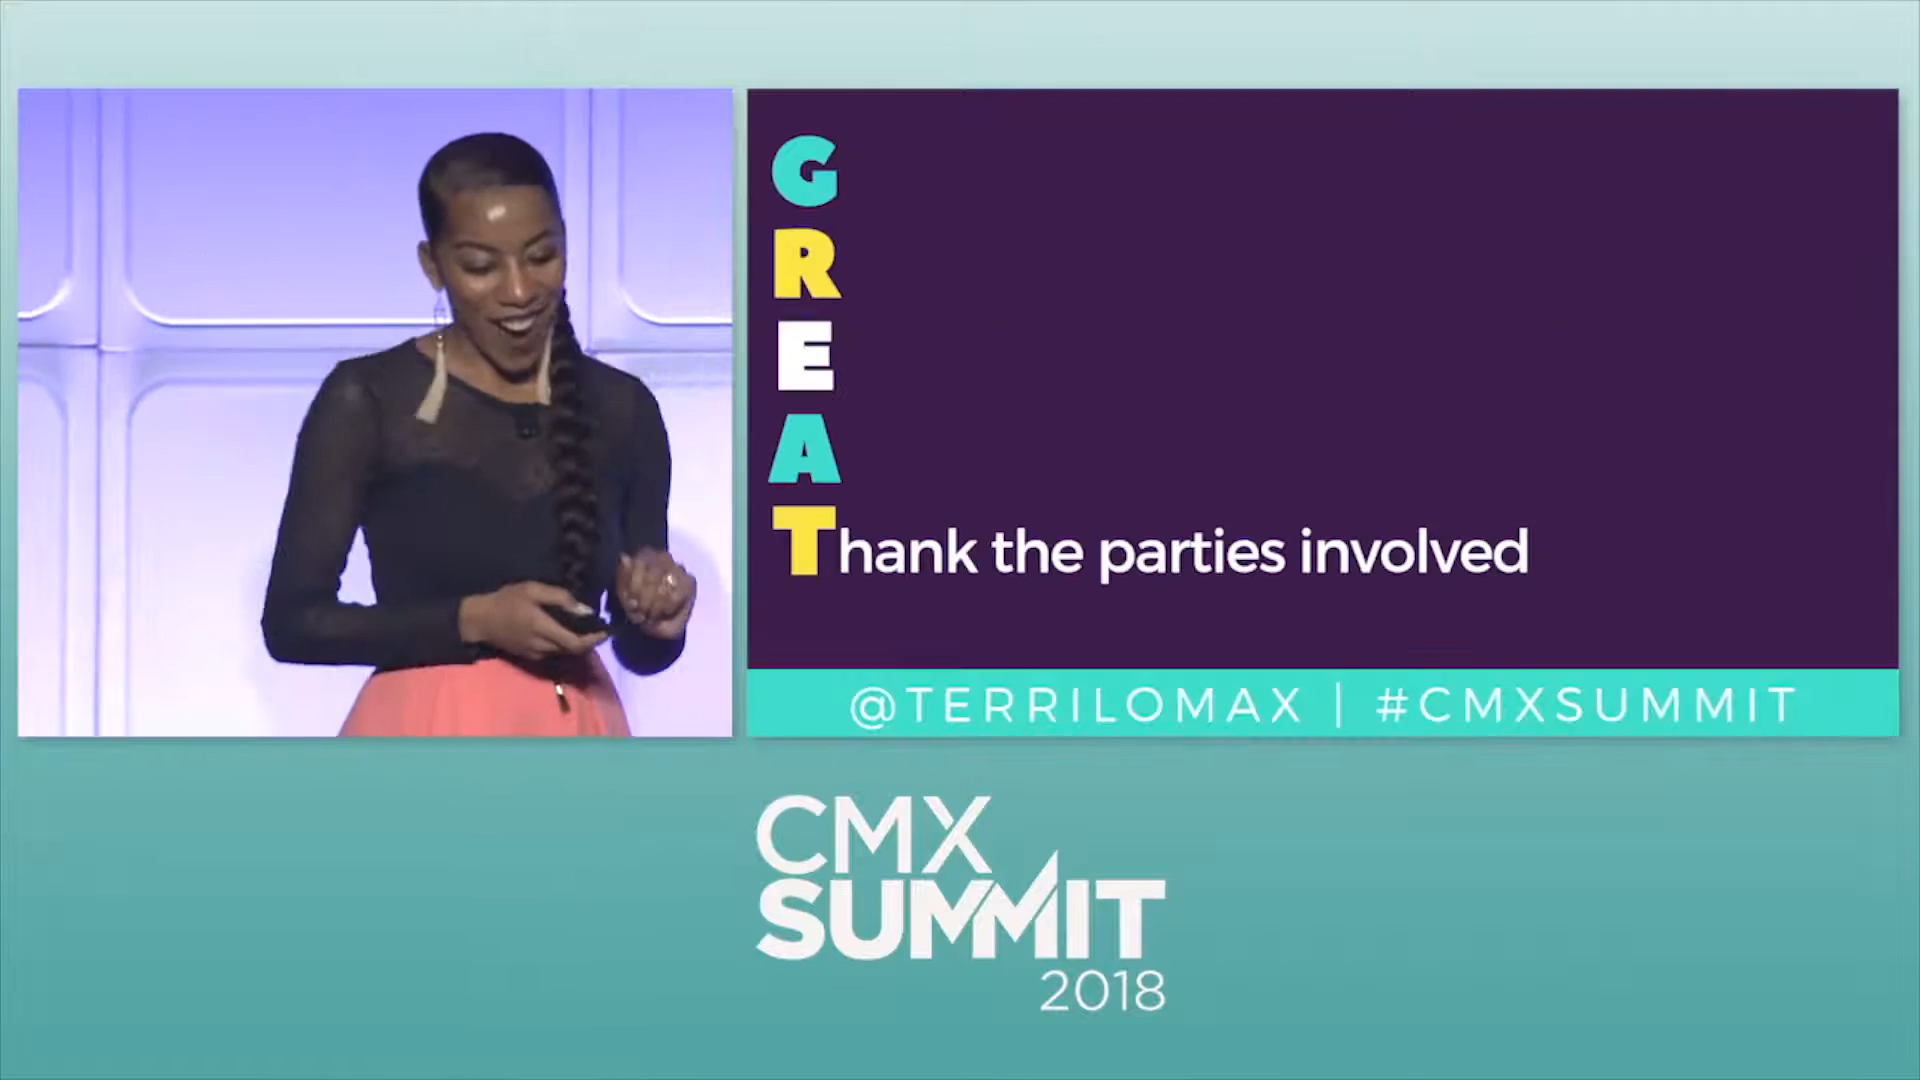 G
R
E
A
Thank the parties involved
@TERRILOMAX | #CMXSUMMIT
CMX
SUMMIT
2018